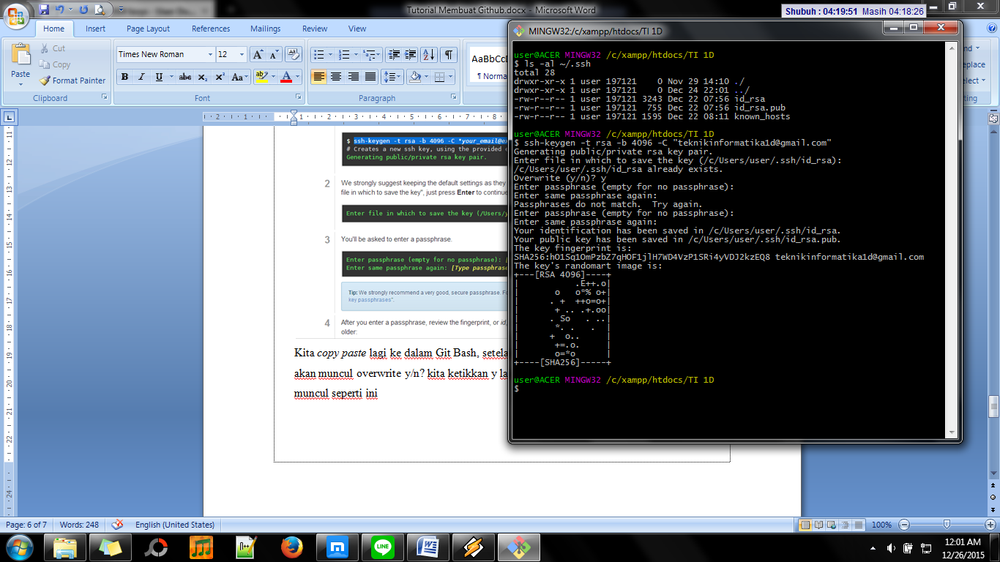 Tutorial Membuat Github.docx - Microsoft Word
Shubuh : 04:19:51 Masih 04:18:26
Home Insert Page Layout References Mailings Review View
Paste
Cut
Copy
Format Painter
Clipboard
Times New Roman 12
Font
Paragraph
AaBbCcI
¶ Norma
MINGW32:/c/xampp/htdocs/TI 1D
user@ACER MINGW32 /c/xampp/htdocs/TI 1D
$ ls -al ~/.ssh
total 28
drwxr-xr-x 1 user 197121    0 Nov 29 14:10 ./
drwxr-xr-x 1 user 197121    0 Dec 24 22:01 ../
-rw-r--r-- 1 user 197121 3243 Dec 22 07:56 id_rsa
-rw-r--r-- 1 user 197121  755 Dec 22 07:56 id_rsa.pub
-rw-r--r-- 1 user 197121 1595 Dec 22 08:11 known_hosts
user@ACER MINGW32 /c/xampp/htdocs/TI 1D
$ ssh-keygen -t rsa -b 4096 -C "teknikinformatika1d@gmail.com"
Generating public/private rsa key pair.
Enter file in which to save the key (/c/Users/user/.ssh/id_rsa):
/c/Users/user/.ssh/id_rsa already exists.
Overwrite (y/n)? y
Enter passphrase (empty for no passphrase):
Enter same passphrase again:
Passphrases do not match.  Try again.
Enter passphrase (empty for no passphrase):
Enter same passphrase again:
Your identification has been saved in /c/Users/user/.ssh/id_rsa.
Your public key has been saved in /c/Users/user/.ssh/id_rsa.pub.
The key fingerprint is:
SHA256:hO1Sq1OmPzbZ7qHOF1jlH7WD4VzP1SRi4yVDJ2kzEQ8 teknikinformatika1d@gmail.com
The key's randomart image is:
+---[RSA 4096]----+
|           .E++.o|
|       o   o*% o+|
|      . +  ++o=o+|
|       + .. .+.oo|
|      . So   . ..|
|       *. .   .  |
|      +  o..     |
|       +=.o.     |
|       o=*o      |
+----[SHA256]-----+
user@ACER MINGW32 /c/xampp/htdocs/TI 1D
$
$ ssh-keygen -t rsa -b 4096 -C "your_email@e
# Creates a new ssh key, using the provided
Generating public/private rsa key pair.
2 We strongly suggest keeping the default settings as they
file in which to save the key", just press Enter to continue
Enter file in which to save the key (/Users/y
3 You'll be asked to enter a passphrase.
Enter passphrase (empty for no passphrase): [
Enter same passphrase again: [Type passphrase
Tip: We strongly recommend a very good, secure passphrase. Fo
key passphrases".
4 After you enter a passphrase, review the fingerprint, or id,
older:
Kita copy paste lagi ke dalam Git Bash, setela
akan muncul overwrite y/n? kita ketikkan y la
muncul seperti ini
Page: 6 of 7 Words: 248 English (United States) 100%
LINE
12:01 AM
12/26/2015